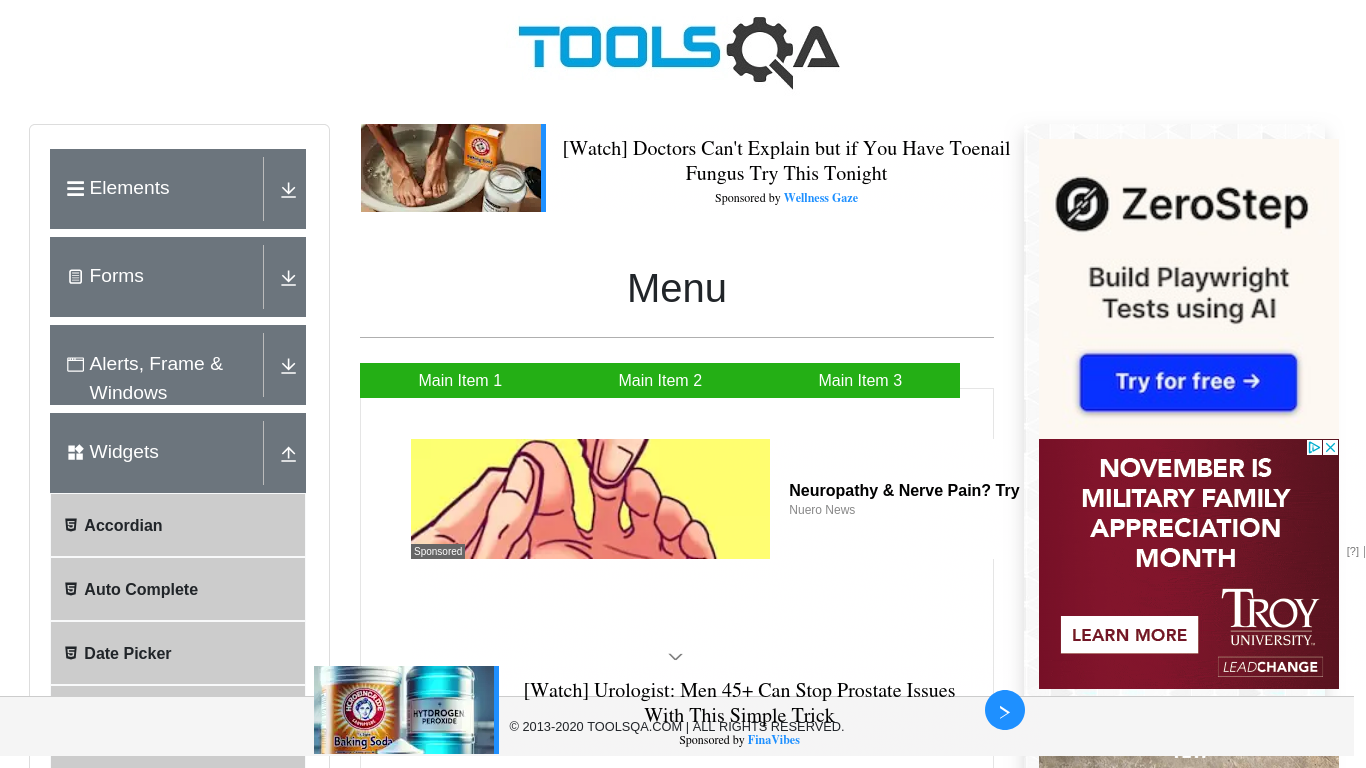 TOOLSQA
Elements
Forms
Alerts, Frame &
Windows
Widgets
Accordian
Auto Complete
Date Picker
[Watch] Doctors Can't Explain but if You Have Toenail
Fungus Try This Tonight
Sponsored by Wellness Gaze
Menu
Main Item 1
Main Item 2
Main Item 3
Neuropathy & Nerve Pain? Try
Nuero News
Sponsored
ZeroStep
Build Playwright
Tests using AI
Try for free →
NOVEMBER IS
MILITARY FAMILY
APPRECIATION
MONTH
LEARN MORE
TROY
UNIVERSITY
LEADCHANGE
[?]
[Watch] Urologist: Men 45+ Can Stop Prostate Issues
With This Simple Trick
Sponsored by FinaVibes
© 2013-2020 TOOLSQA.COM | ALL RIGHTS RESERVED.
Baking Soda